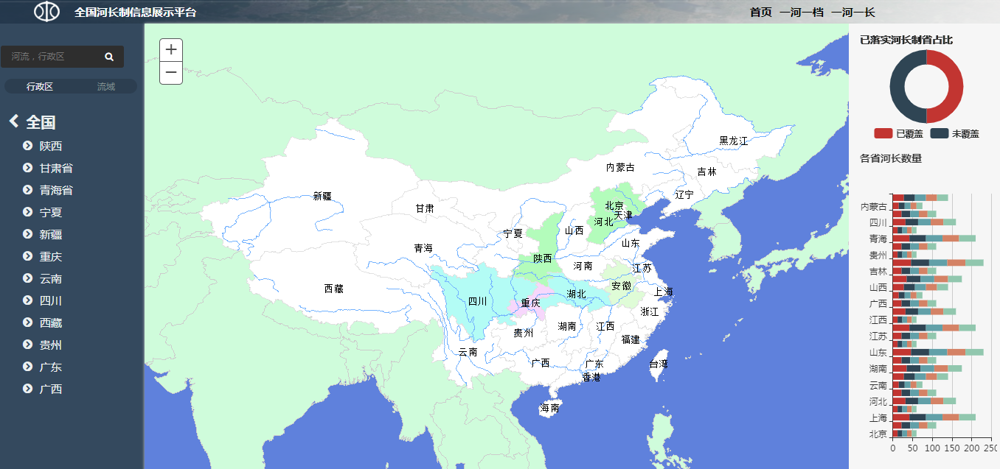 全国河长制信息展示平台
首页 一河一档 一河一长
河流，行政区
行政区 流域
全国
陕西
甘肃省
青海省
宁夏
新疆
重庆
云南
四川
西藏
贵州
广东
广西
+
−
黑龙江
内蒙古
吉林
辽宁
新疆
甘肃
北京
天津
河北
宁夏
山西
青海
山东
陕西
河南
江苏
西藏
安徽
上海
四川
重庆
湖北
浙江
贵州
湖南
江西
福建
云南
广西
广东
台湾
香港
海南
已落实河长制省占比
已覆盖 未覆盖
各省河长数量
内蒙古
四川
青海
贵州
吉林
山西
广西
江西
江苏
山东
湖南
云南
河北
上海
北京
0 50 100 150 200